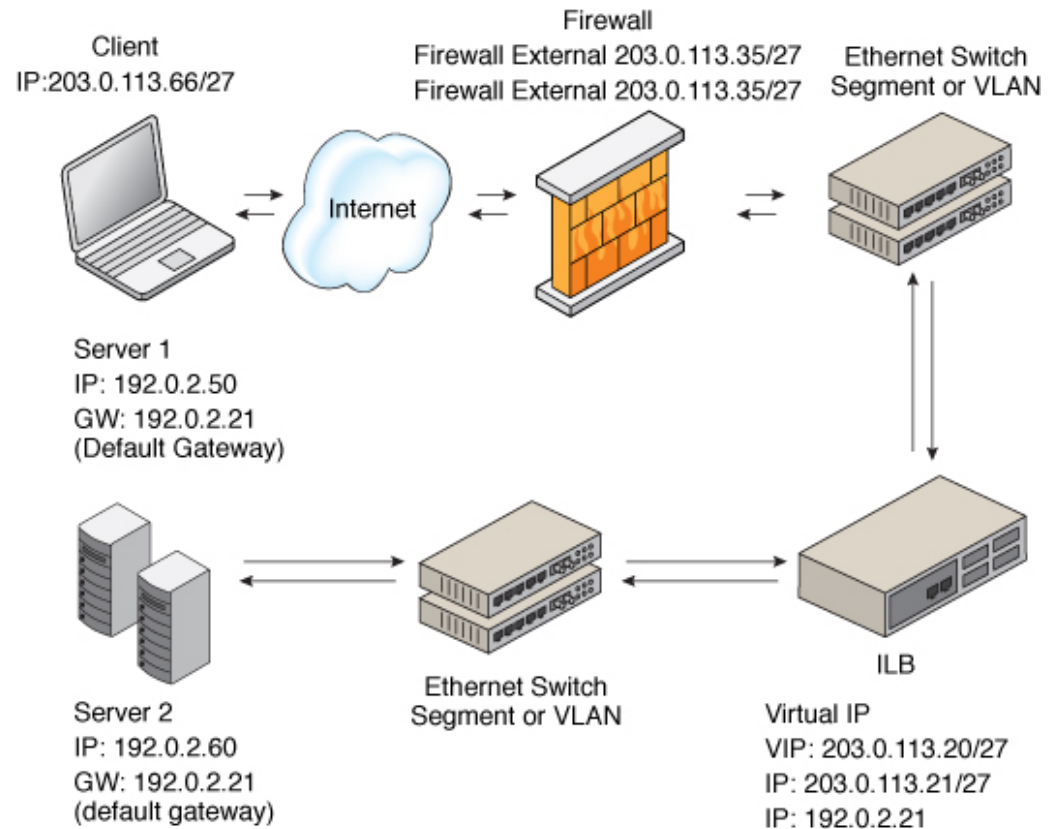 Client
IP:203.0.113.66/27
Firewall
Firewall External 203.0.113.35/27
Firewall External 203.0.113.35/27
Ethernet Switch
Segment or VLAN
Internet
Server 1
IP: 192.0.2.50
GW: 192.0.2.21
(Default Gateway)
Server 2
IP: 192.0.2.60
GW: 192.0.2.21
(default gateway)
Ethernet Switch
Segment or VLAN
ILB
Virtual IP
VIP: 203.0.113.20/27
IP: 203.0.113.21/27
IP: 192.0.2.21